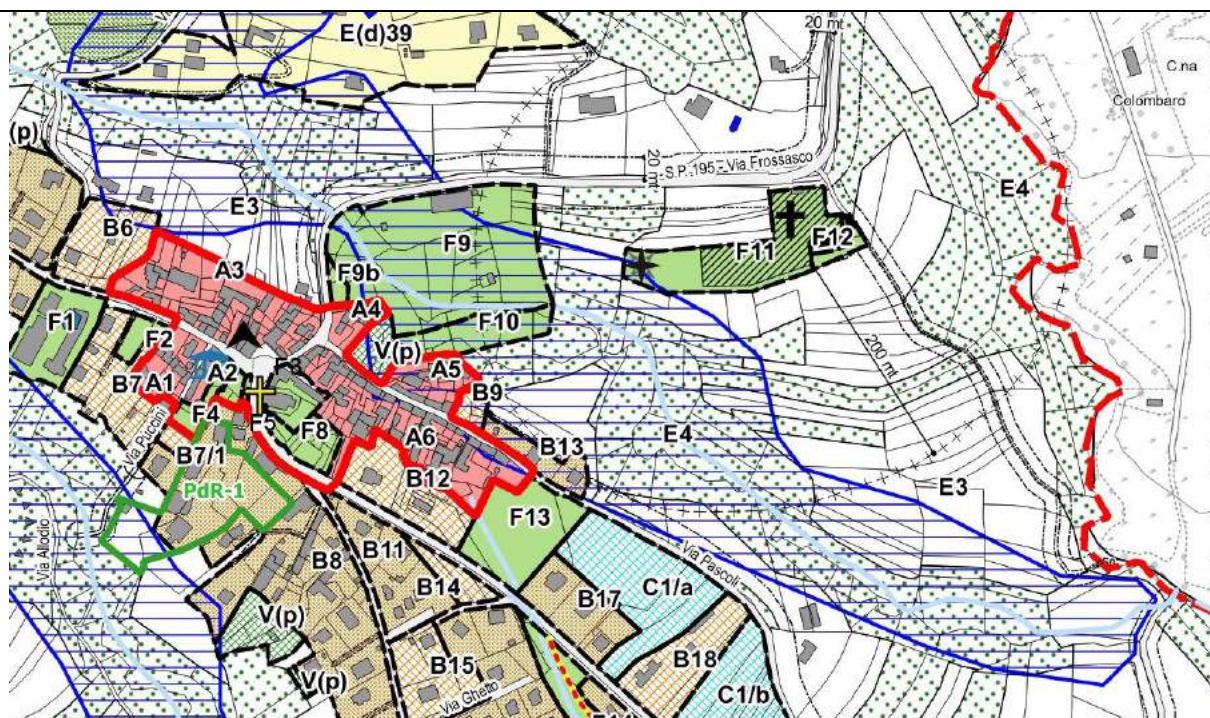 20 mt
E(d)39
C.na
Colombaro
(p)
20 mt
S.P. 195 - Via Frossasco
E4
E3
B6
F9
F11
F12
A3
F9b
A4
F10
F1
F2
V(p)
200 mt
A5
B7
A1
A2
F3
B9
F4
F5
F8
E4
Via Puccini
A6
B13
B7/1
B12
E3
PdR-1
F13
Via Allodio
B8
B11
Via Pascoli
B14
B17
C1/a
V(p)
B15
B18
V(p)
Via Ghetto
C1/b